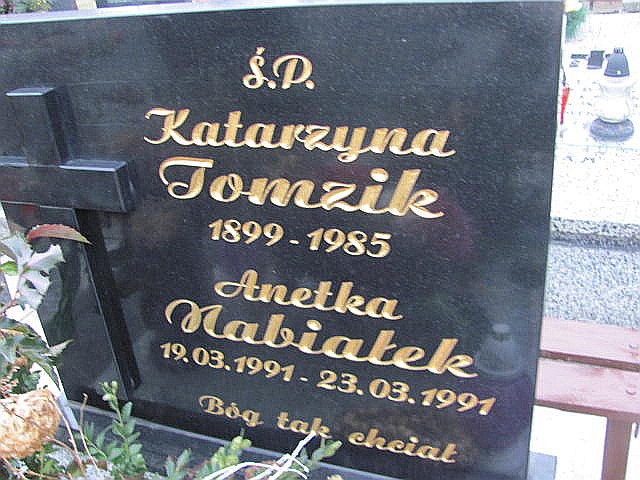 Ś.P.
Katarzyna
Tomzik
1899 - 1985
Anetka
Nabiałek
19.03.1991 - 23.03.1991
Bóg tak chciał